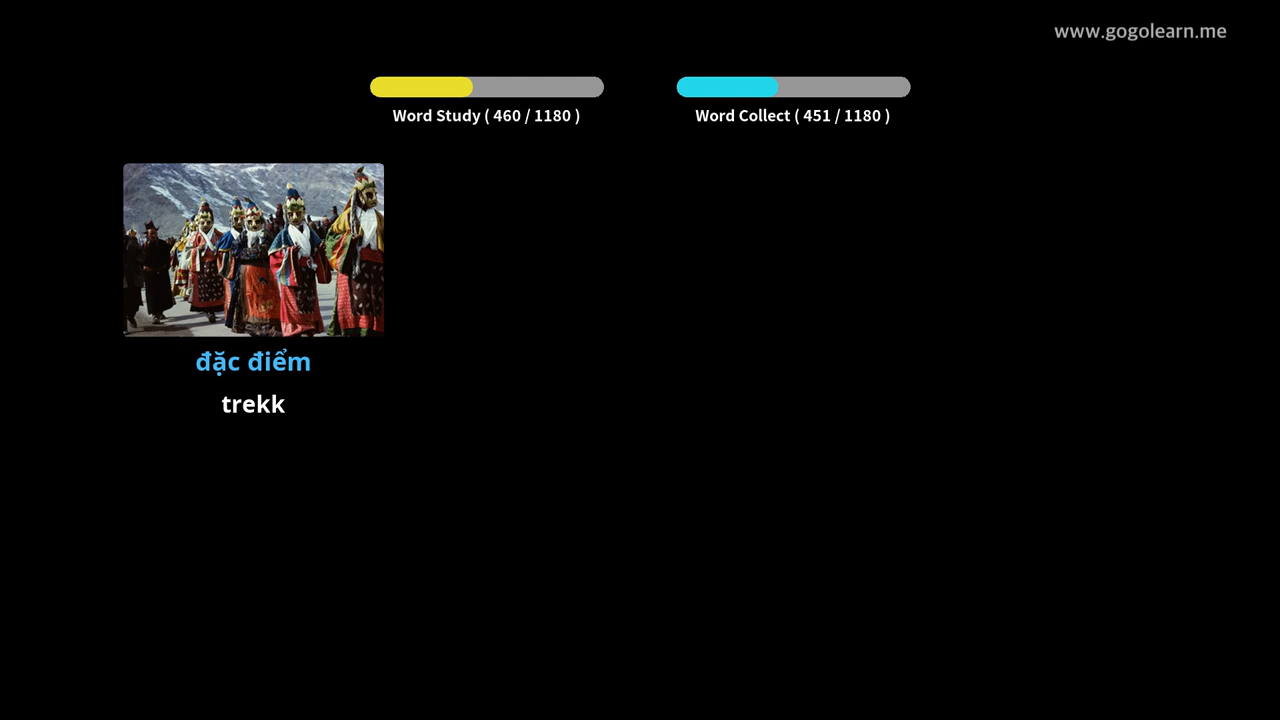 www.gogolearn.me
Word Study ( 460 / 1180 )
Word Collect ( 451 / 1180 )
đặc điểm
trekk